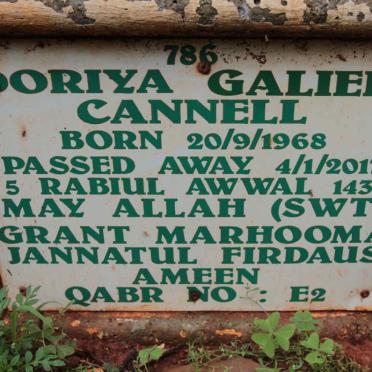 786
OORIYA GALIE
CANNELL
BORN 20/9/1968
PASSED AWAY 4/1/201
5 RABIUL AWWAL 143
MAY ALLAH (SWT
GRANT MARHOOMA
JANNATUL FIRDAUS
AMEEN
QABR NO : E2